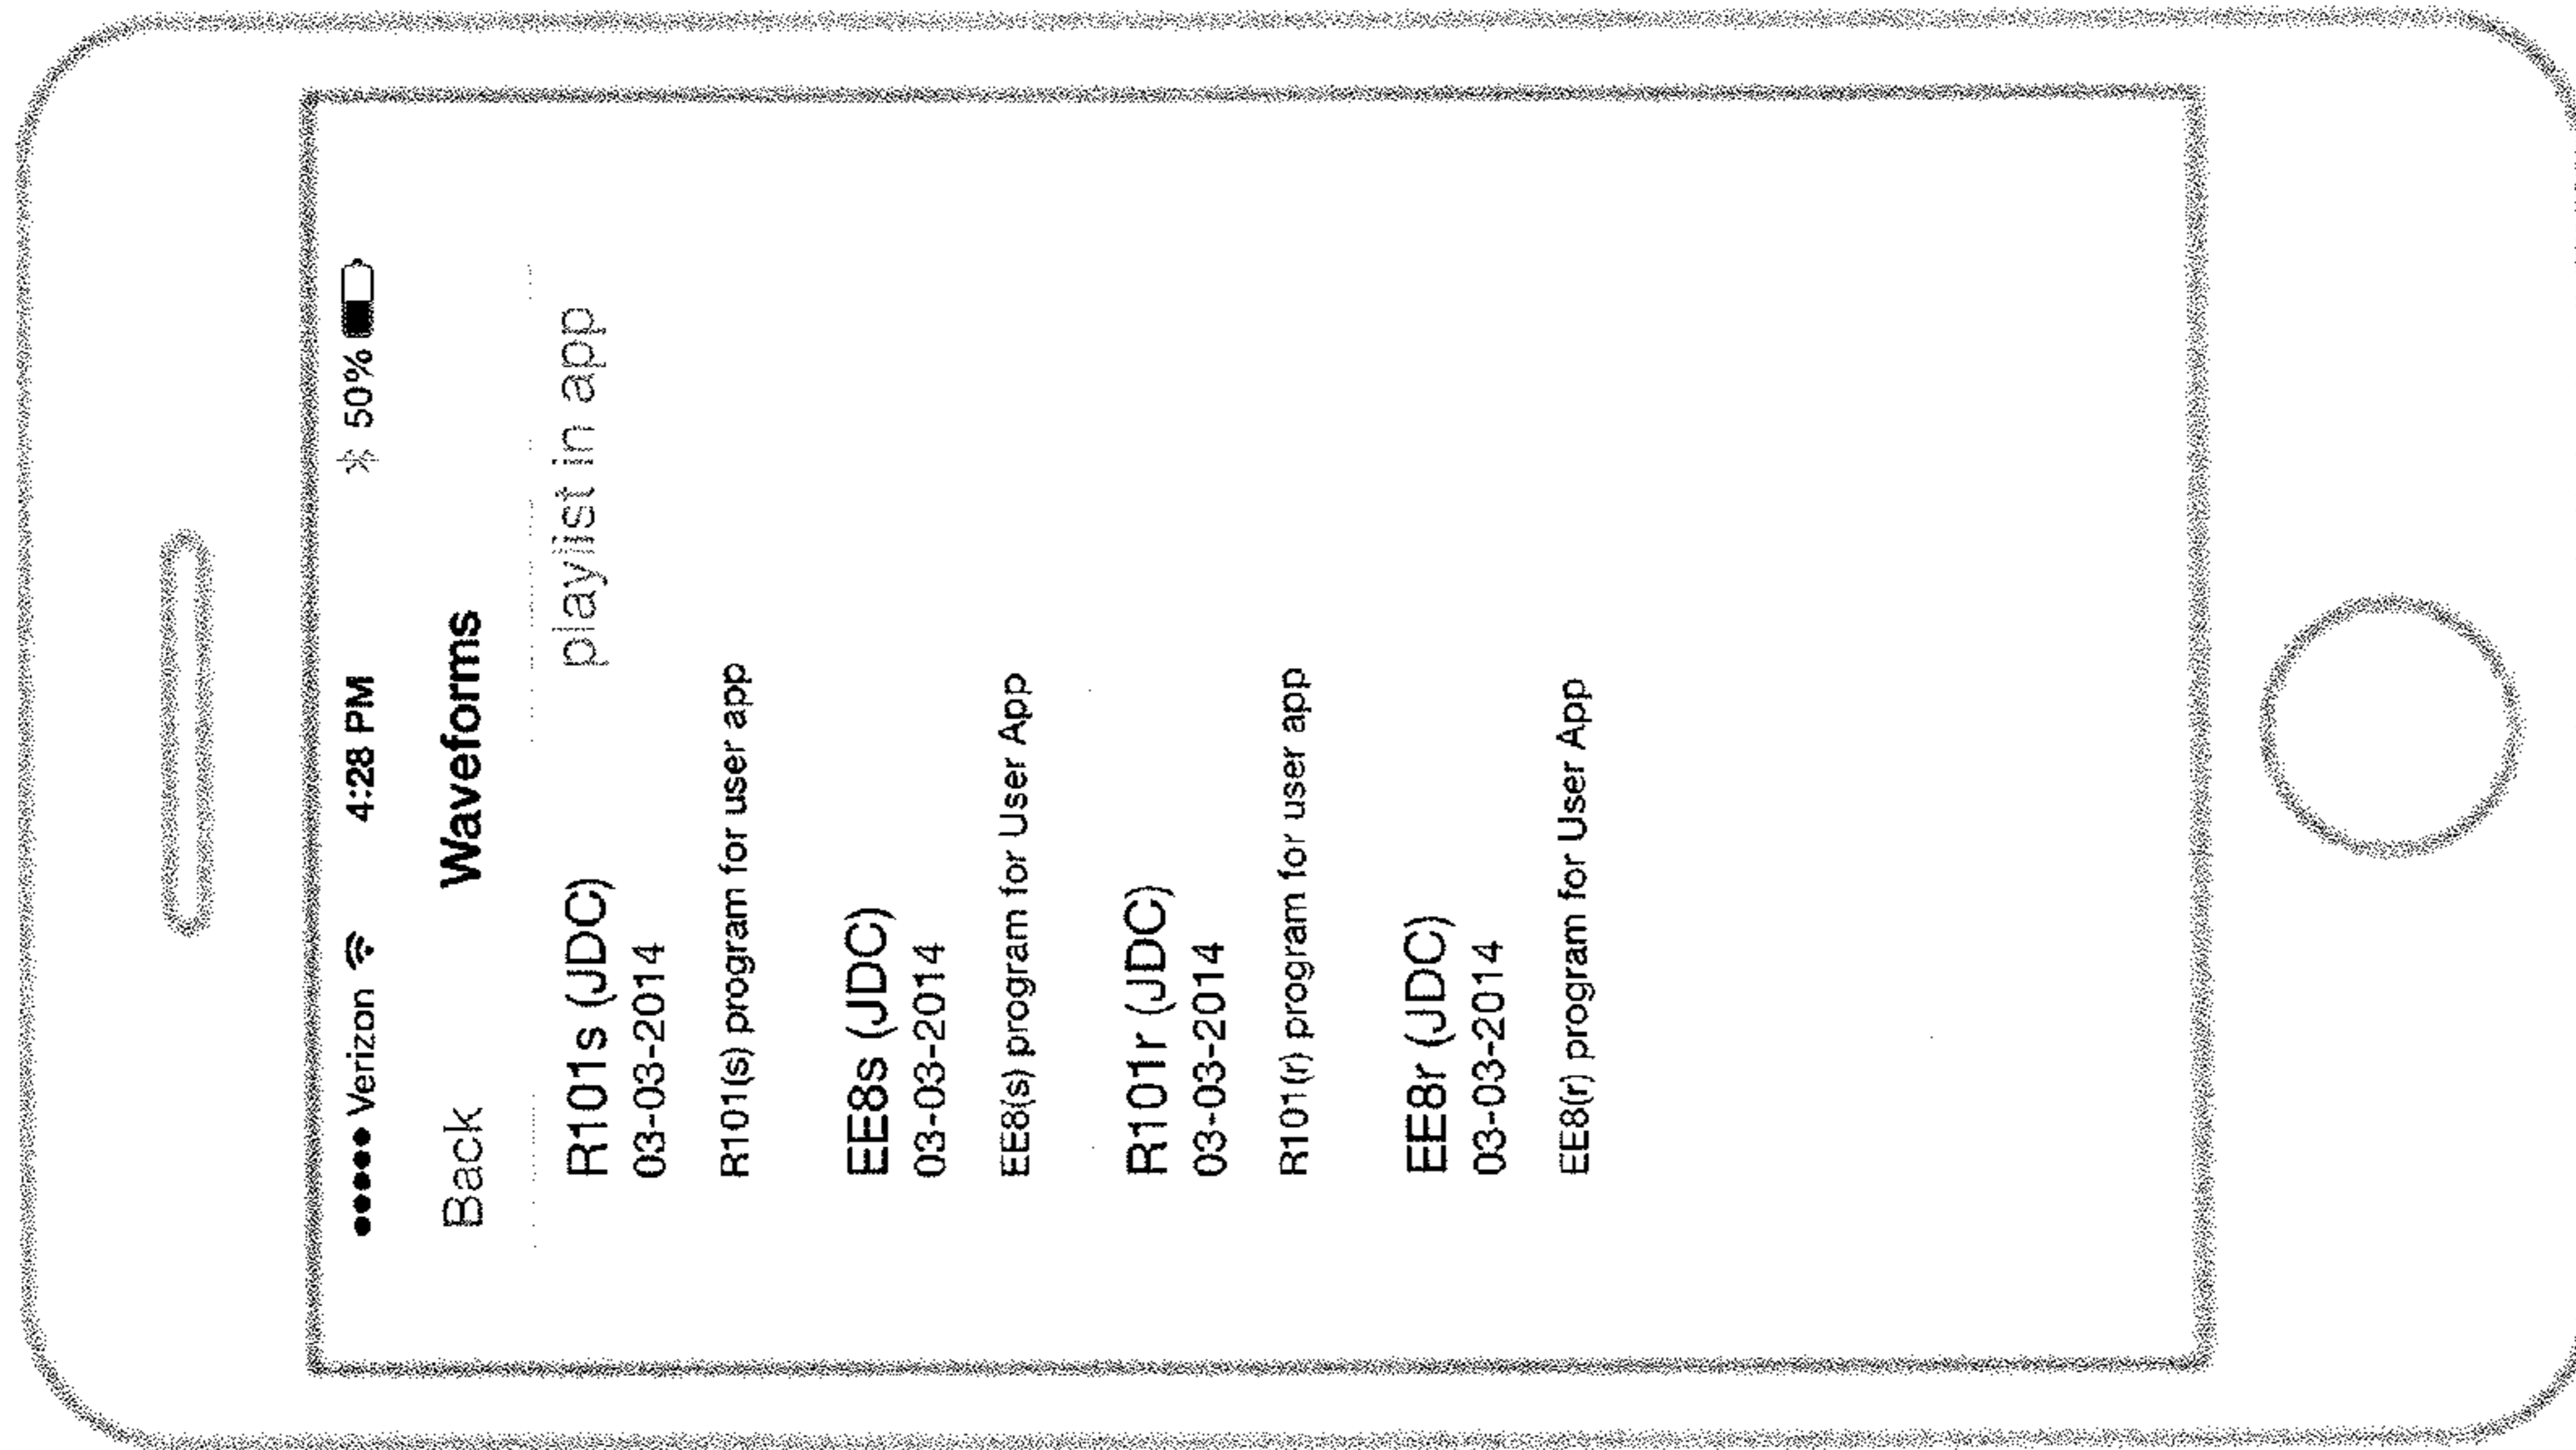 ●●●●● Verizon 4:28 PM 50%
Back Waveforms
R101s (JDC) playlist in app
03-03-2014
R101(s) program for user app
EE8s (JDC)
03-03-2014
EE8(s) program for User App
R101r (JDC)
03-03-2014
R101(r) program for user app
EE8r (JDC)
03-03-2014
EE8(r) program for User App